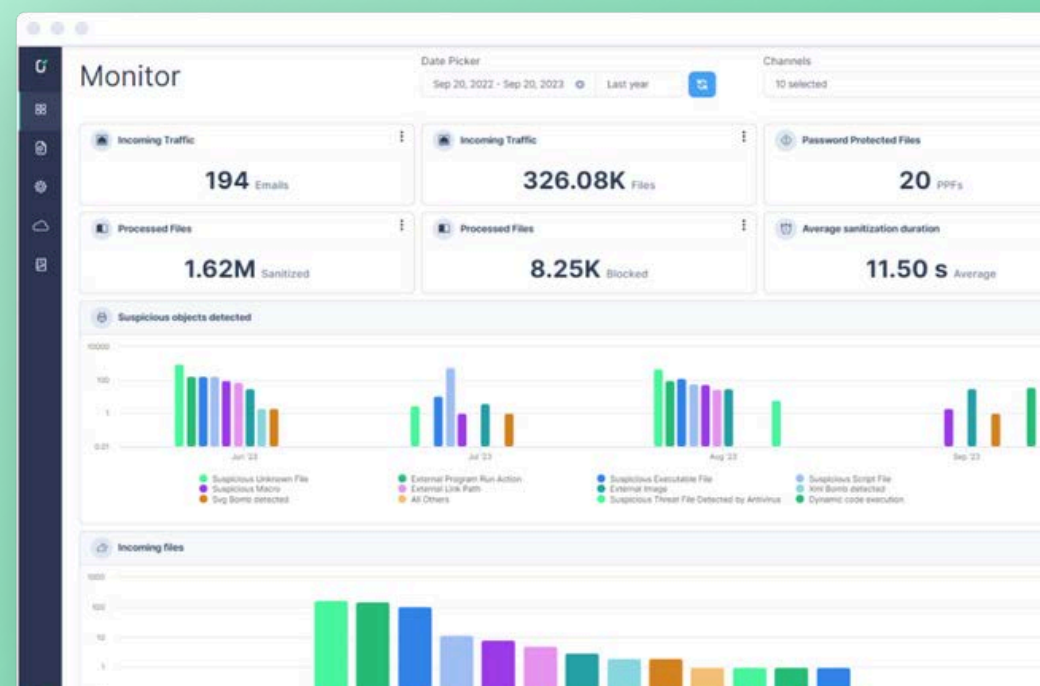 Monitor
Date Picker
Sep 20, 2022 - Sep 20, 2023
Last year
Channels
10 selected
Incoming Traffic
194 Emails
Incoming Traffic
326.08K Files
Password Protected Files
20 PPFs
Processed Files
1.62M Sanitized
Processed Files
8.25K Blocked
Average sanitization duration
11.50 s Average
Suspicious objects detected
10000
100
1
0.01
Jun '23
Jul '23
Aug '23
Sep '23
Suspicious Unknown File
External Program Run Action
Suspicious Executable File
Suspicious Script File
Suspicious Macro
External Link Path
External Image
Xml Bomb detected
Svg Bomb detected
All Others
Suspicious Threat File Detected by Antivirus
Dynamic code execution
Incoming files
1000
100
10
1